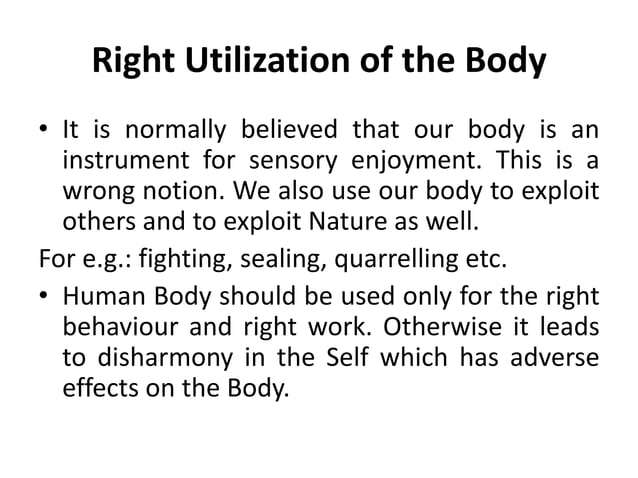 Right Utilization of the Body
• It is normally believed that our body is an
instrument for sensory enjoyment. This is a
wrong notion. We also use our body to exploit
others and to exploit Nature as well.
For e.g.: fighting, sealing, quarrelling etc.
• Human Body should be used only for the right
behaviour and right work. Otherwise it leads
to disharmony in the Self which has adverse
effects on the Body.